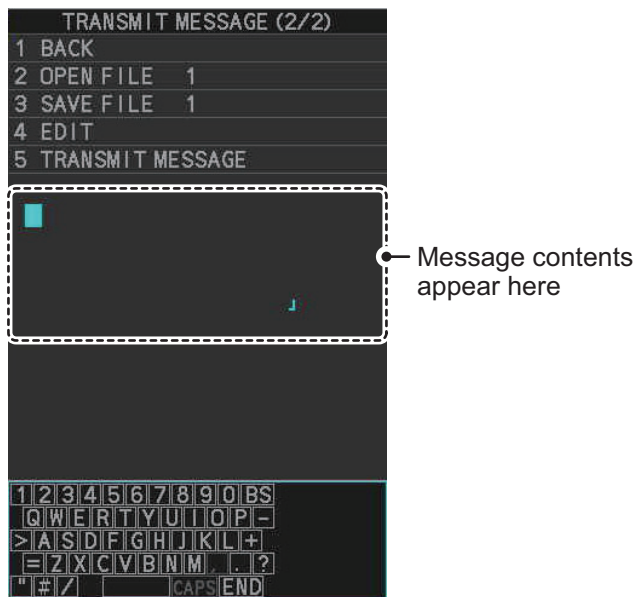 TRANSMIT MESSAGE (2/2)
1 BACK
2 OPEN FILE 1
3 SAVE FILE 1
4 EDIT
5 TRANSMIT MESSAGE
Message contents
appear here
1 2 3 4 5 6 7 8 9 0 BS
Q W E R T Y U I O P -
> A S D F G H J K L +
= Z X C V B N M , . ?
" # / CAPS END